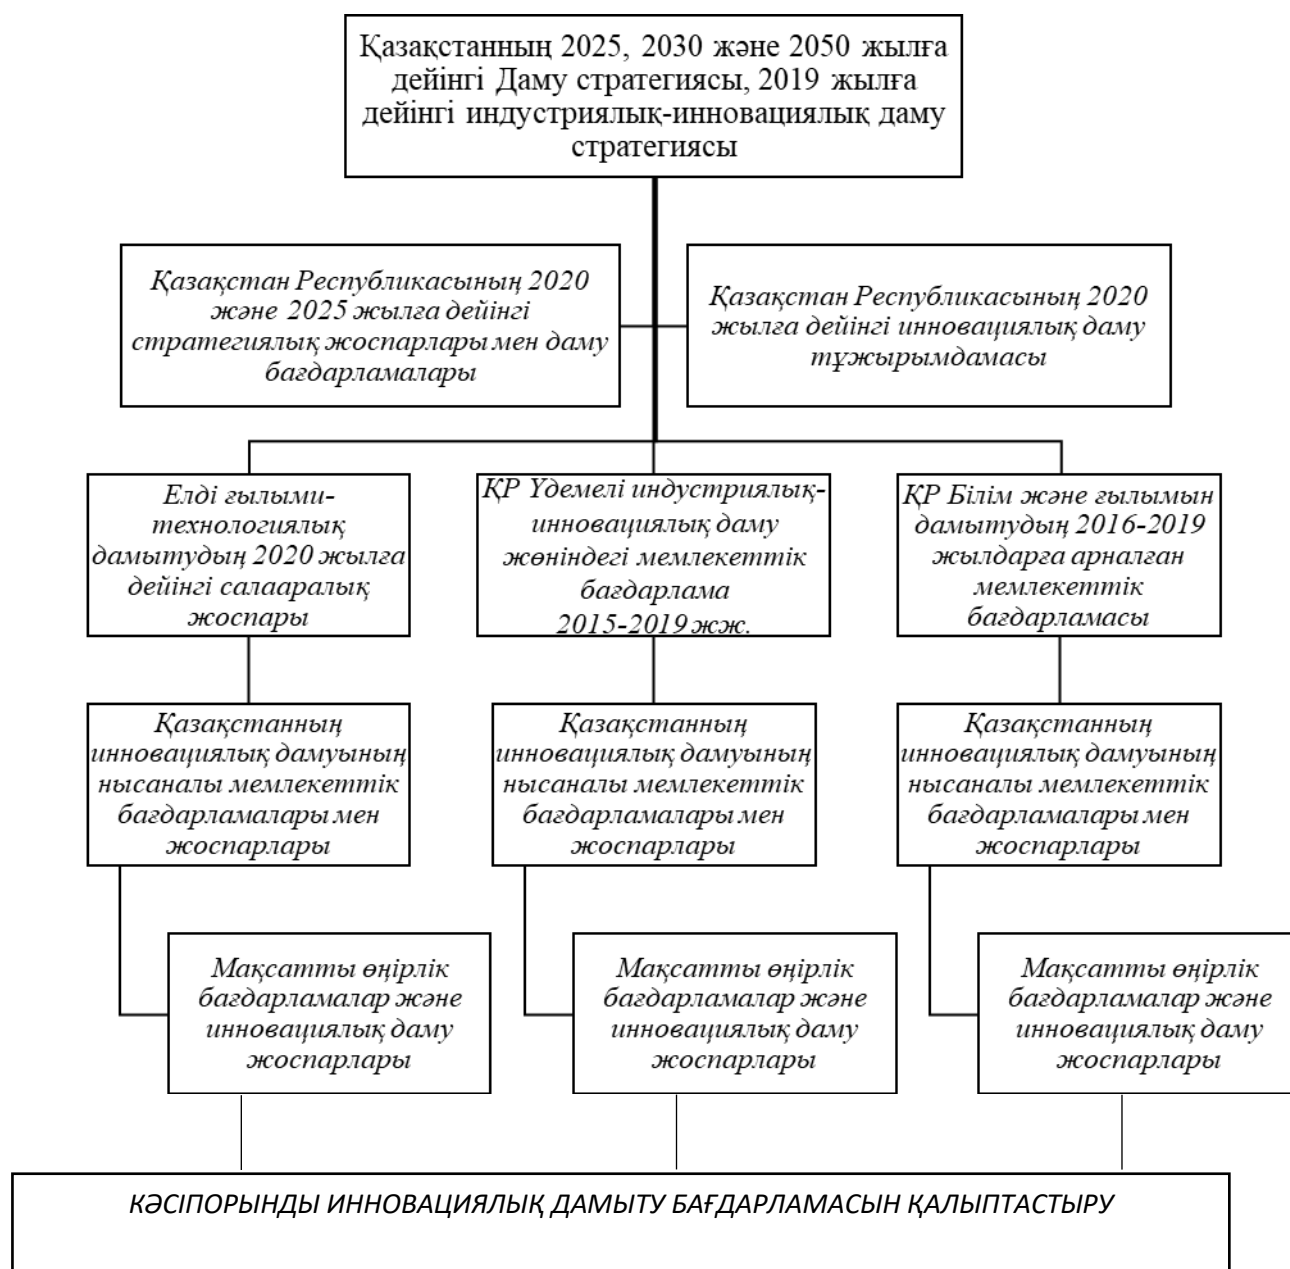 Қазақстанның 2025, 2030 және 2050 жылға
дейінгі Даму стратегиясы, 2019 жылға
дейінгі индустриялық-инновациялық даму
стратегиясы
Қазақстан Республикасының 2020
және 2025 жылға дейінгі
стратегиялық жоспарлары мен даму
бағдарламалары
Қазақстан Республикасының 2020
жылға дейінгі инновациялық даму
тұжырымдамасы
Елді ғылыми-
технологиялық
дамытудың 2020 жылға
дейінгі салааралық
жоспары
ҚР Үдемелі индустриялық-
инновациялық даму
жөніндегі мемлекеттік
бағдарлама
2015-2019 жж.
ҚР Білім және ғылымын
дамытудың 2016-2019
жылдарға арналған
мемлекеттік
бағдарламасы
Қазақстанның
инновациялық дамуының
нысаналы мемлекеттік
бағдарламалары мен
жоспарлары
Қазақстанның
инновациялық дамуының
нысаналы мемлекеттік
бағдарламалары мен
жоспарлары
Қазақстанның
инновациялық дамуының
нысаналы мемлекеттік
бағдарламалары мен
жоспарлары
Мақсатты өңірлік
бағдарламалар және
инновациялық даму
жоспарлары
Мақсатты өңірлік
бағдарламалар және
инновациялық даму
жоспарлары
Мақсатты өңірлік
бағдарламалар және
инновациялық даму
жоспарлары
КӘСІПОРЫНДЫ ИННОВАЦИЯЛЫҚ ДАМЫТУ БАҒДАРЛАМАСЫН ҚАЛЫПТАСТЫРУ